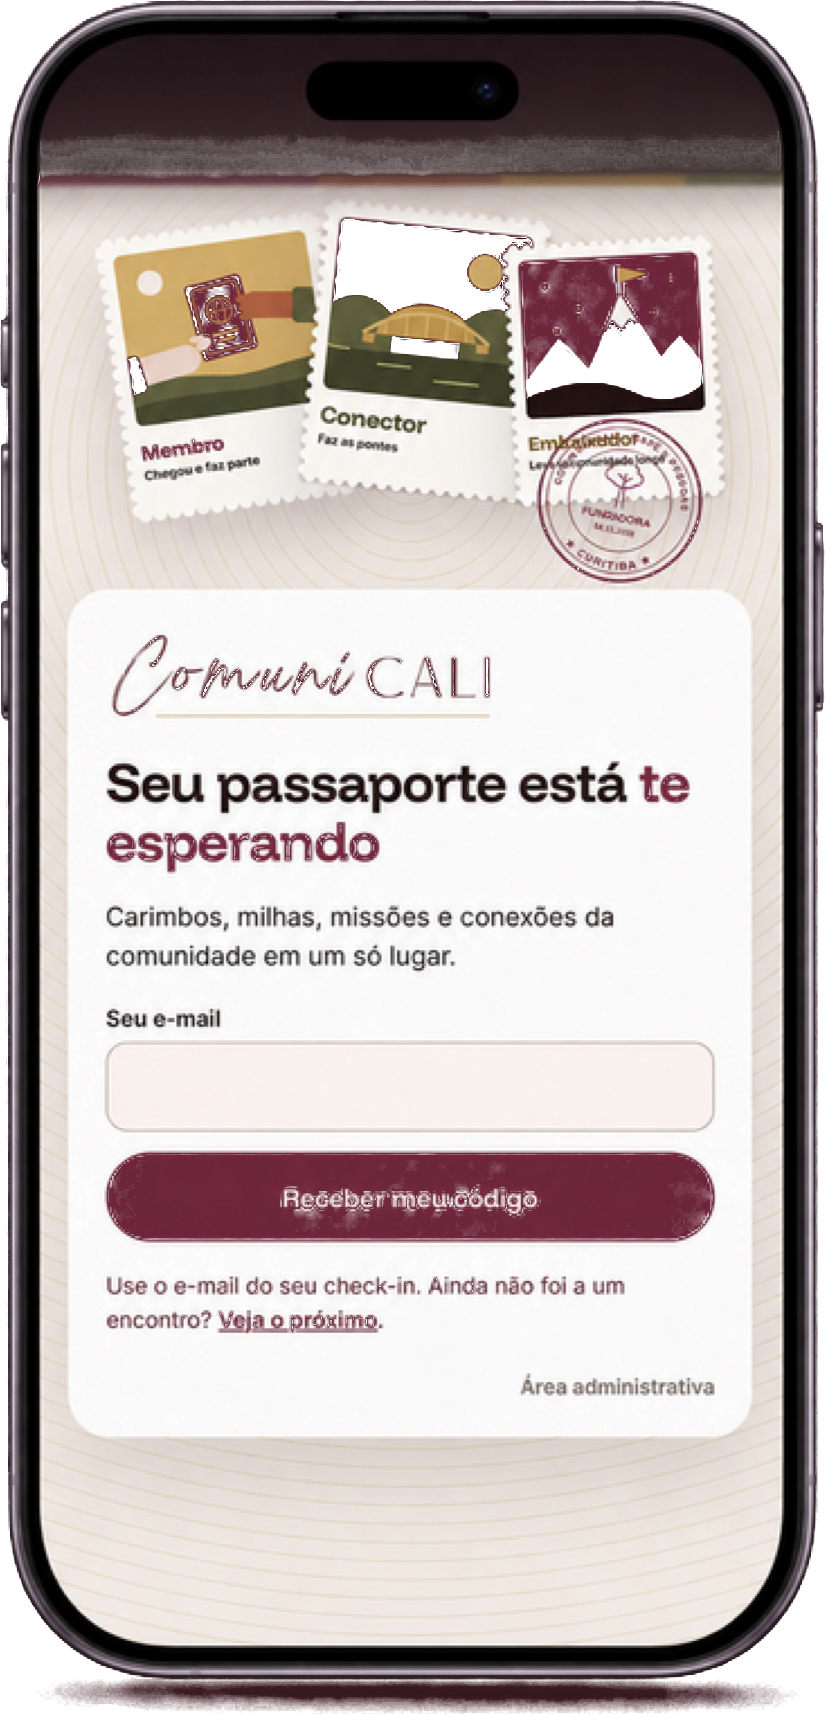 Membro
Chegou e faz parte
Conector
Faz as pontes
Embaixador
FUNDADORA
★ CURITIBA ★
Comuni CALI
Seu passaporte está te
esperando
Carimbos, milhas, missões e conexões da
comunidade em um só lugar.
Seu e-mail
Receber meu código
Use o e-mail do seu check-in. Ainda não foi a um
encontro? Veja o próximo.
Área administrativa